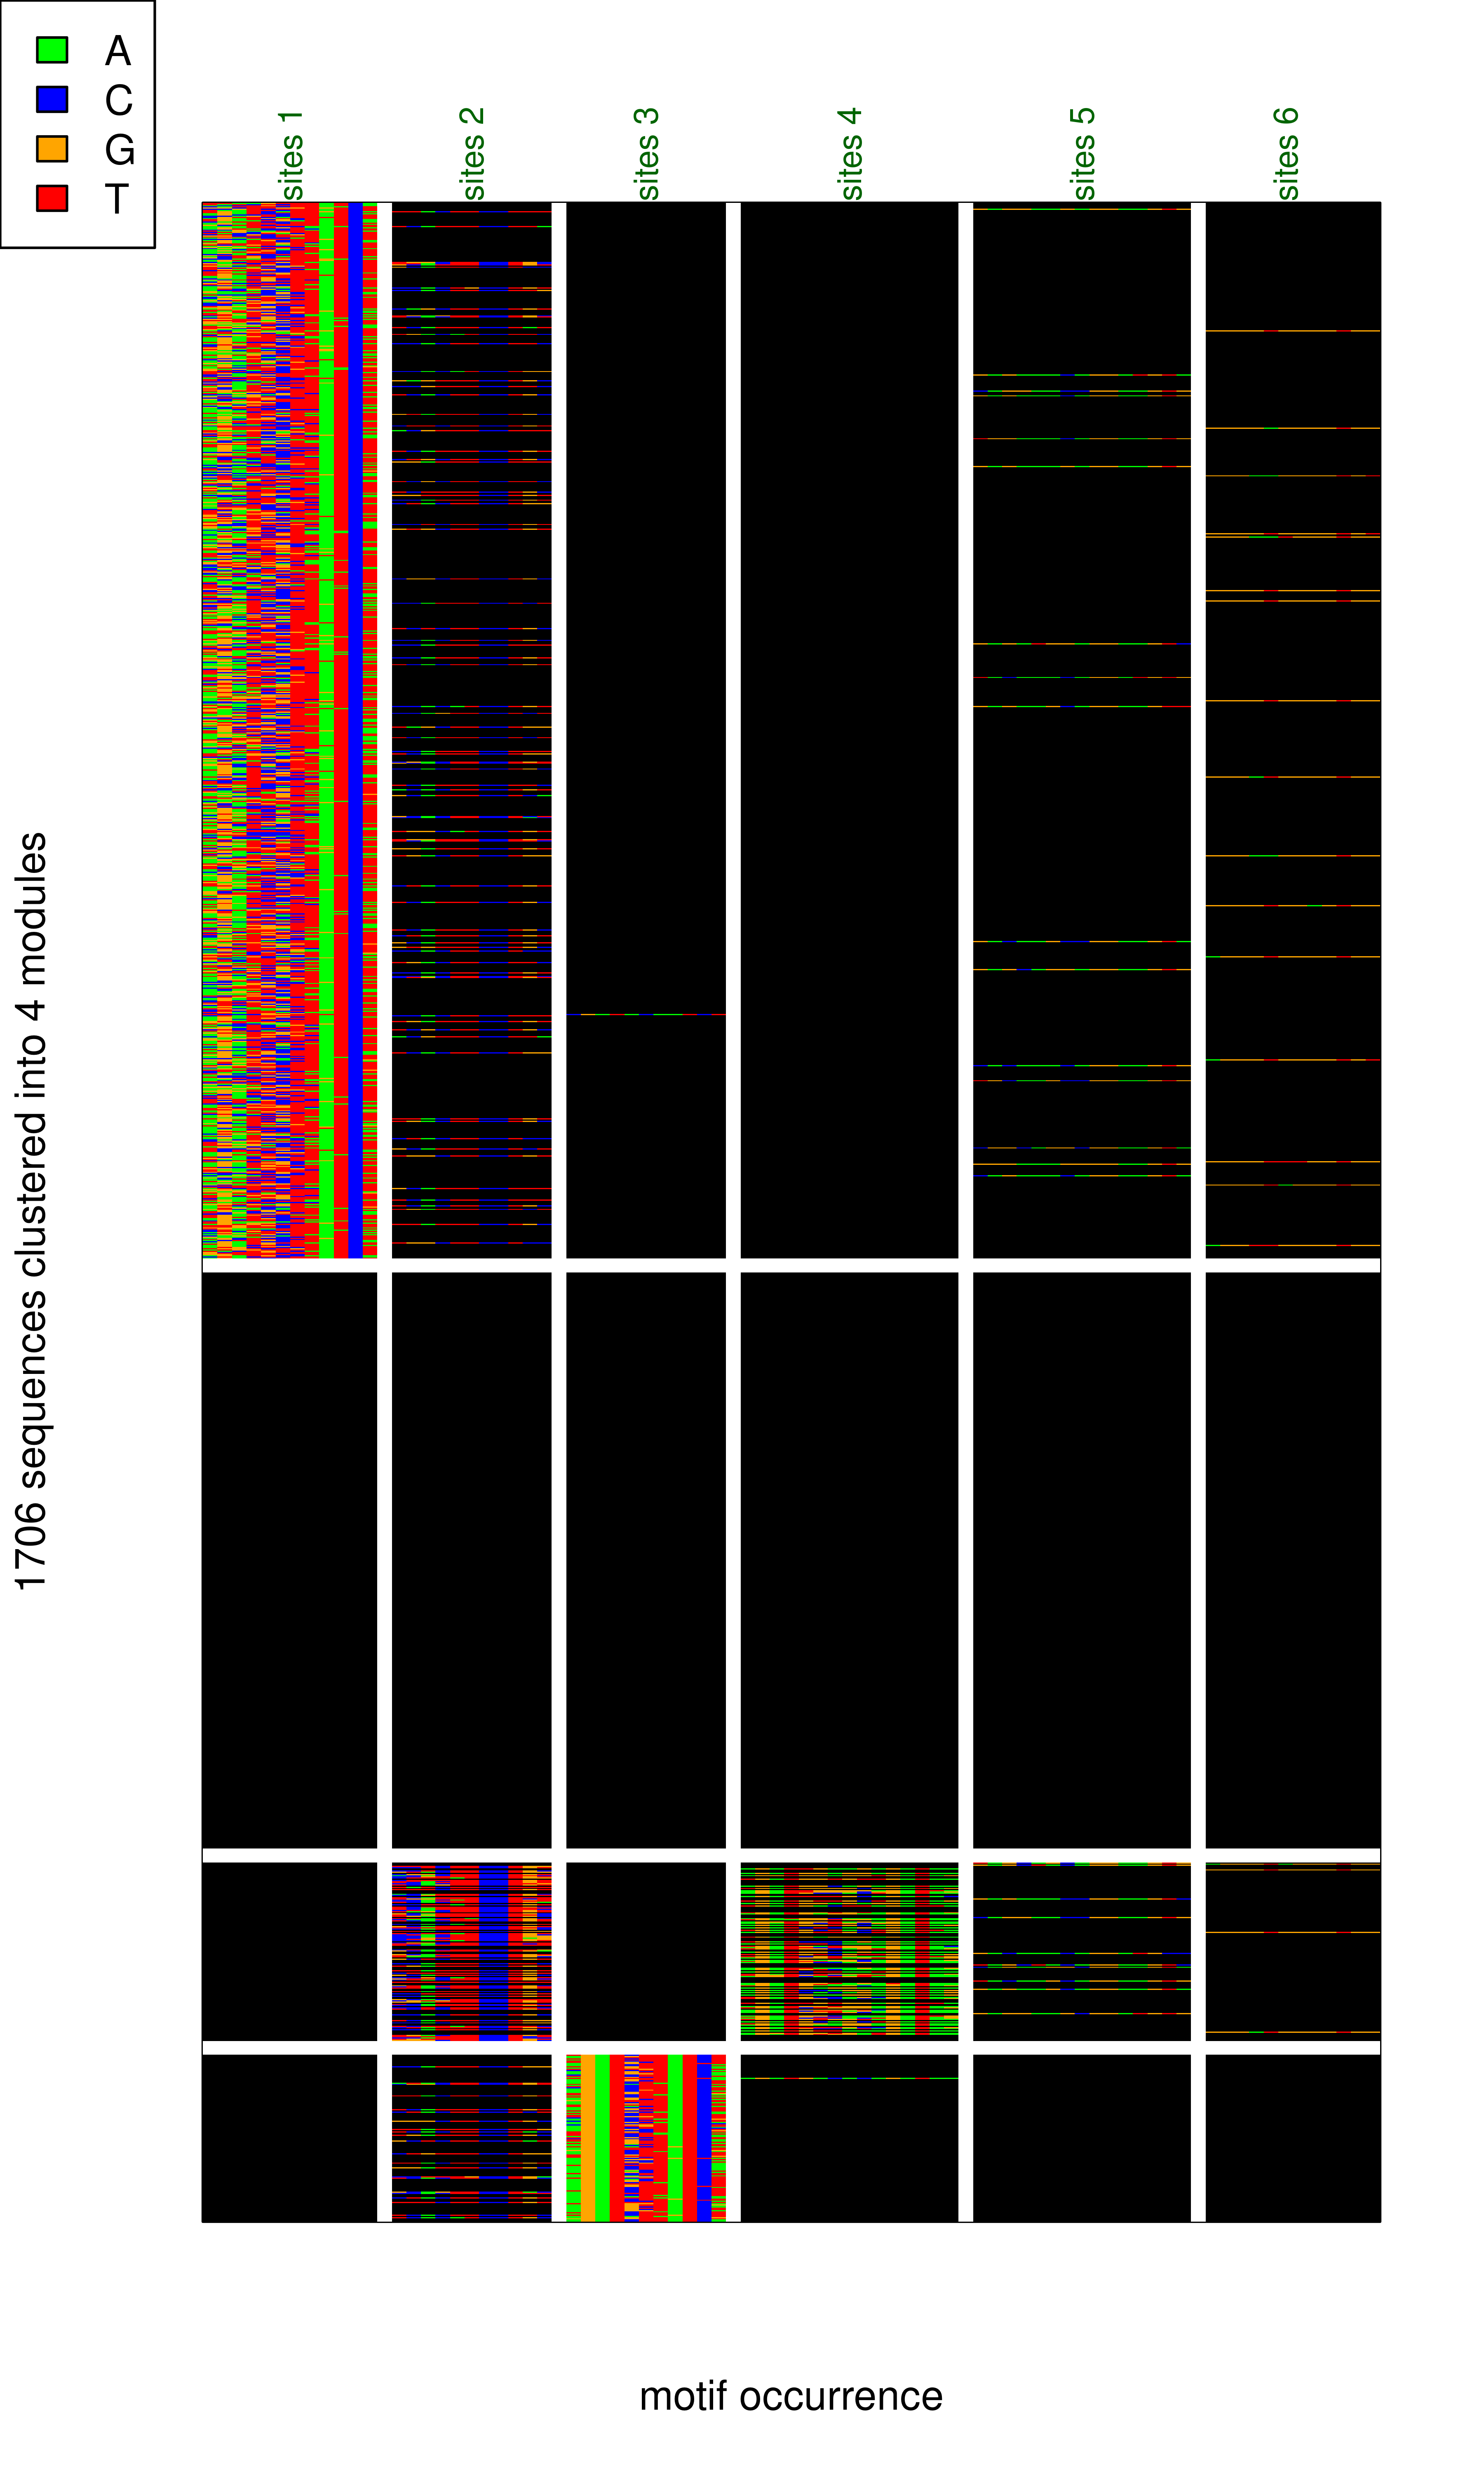 A
C
G
T
sites 1
sites 2
sites 3
sites 4
sites 5
sites 6
1706 sequences clustered into 4 modules
motif occurrence